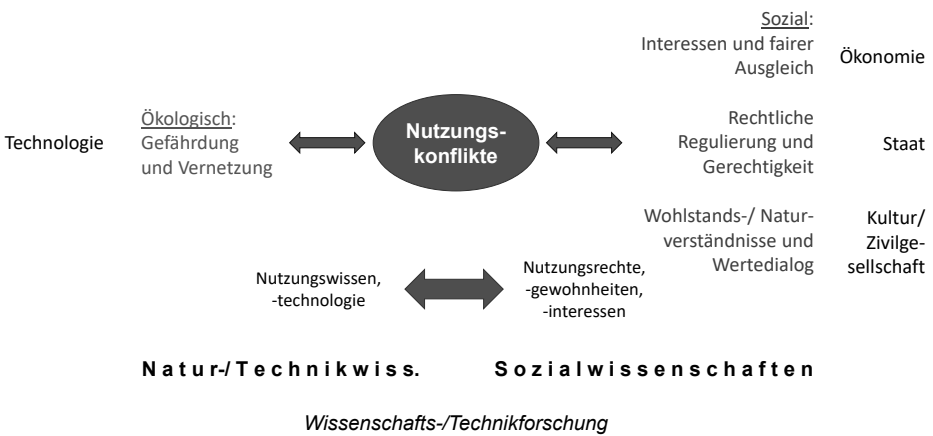 Technologie
Ökologisch:
Gefährdung
und Vernetzung
Nutzungs-
konflikte
Sozial:
Interessen und fairer
Ausgleich
Ökonomie
Rechtliche
Regulierung und
Gerechtigkeit
Staat
Wohlstands-/ Natur-
verständnisse und
Wertedialog
Kultur/
Zivilge-
sellschaft
Nutzungswissen,
-technologie
Nutzungsrechte,
-gewohnheiten,
-interessen
Natur-/Technikwiss.
Sozialwissenschaften
Wissenschafts-/Technikforschung